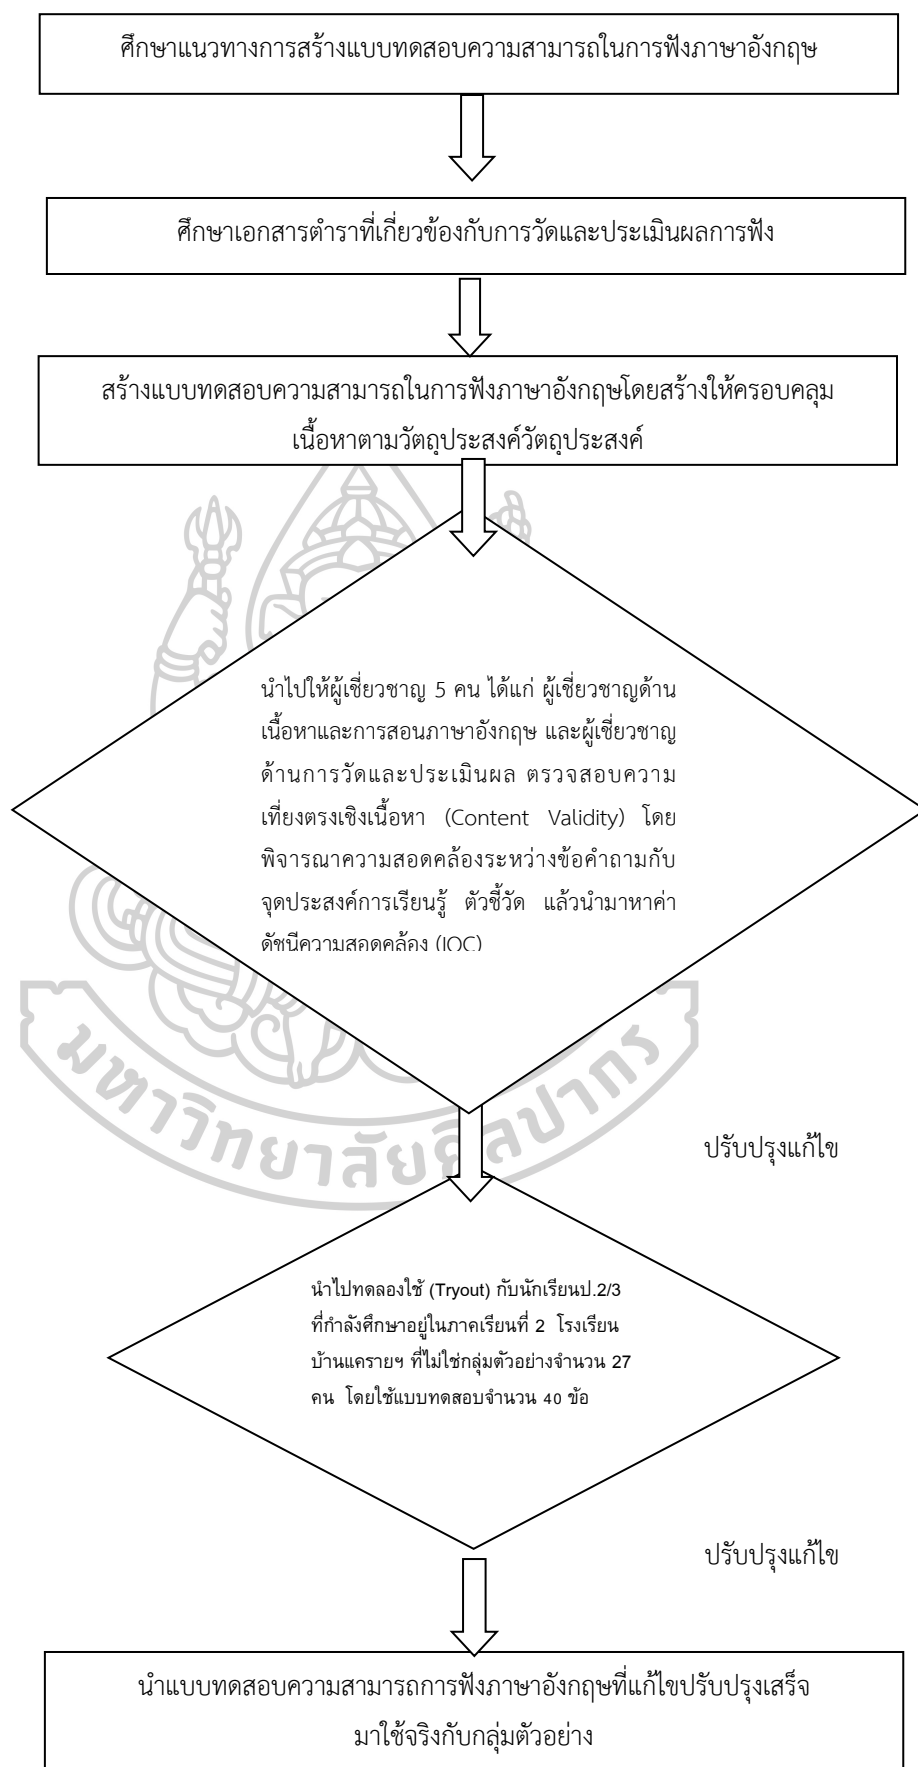 ศึกษาแนวทางการสร้างแบบทดสอบความสามารถในการฟังภาษาอังกฤษ
ศึกษาเอกสารตำราที่เกี่ยวข้องกับการวัดและประเมินผลการฟัง
สร้างแบบทดสอบความสามารถในการฟังภาษาอังกฤษโดยสร้างให้ครอบคลุม
เนื้อหาตามวัตถุประสงค์วัตถุประสงค์
นำไปให้ผู้เชี่ยวชาญ 5 คน ได้แก่ ผู้เชี่ยวชาญด้าน
เนื้อหาและการสอนภาษาอังกฤษ และผู้เชี่ยวชาญ
ด้านการวัดและประเมินผล ตรวจสอบความ
เที่ยงตรงเชิงเนื้อหา (Content Validity) โดย
พิจารณาความสอดคล้องระหว่างข้อคำถามกับ
จุดประสงค์การเรียนรู้ ตัวชี้วัด แล้วนำมาหาค่า
ดัชนีความสอดคล้อง (IOC)
มหาวิทยาลัยศิลปากร
ปรับปรุงแก้ไข
นำไปทดลองใช้ (Tryout) กับนักเรียนป.2/3
ที่กำลังศึกษาอยู่ในภาคเรียนที่ 2 โรงเรียน
บ้านแครายฯ ที่ไม่ใช่กลุ่มตัวอย่างจำนวน 27
คน โดยใช้แบบทดสอบจำนวน 40 ข้อ
ปรับปรุงแก้ไข
นำแบบทดสอบความสามารถการฟังภาษาอังกฤษที่แก้ไขปรับปรุงเสร็จ
มาใช้จริงกับกลุ่มตัวอย่าง